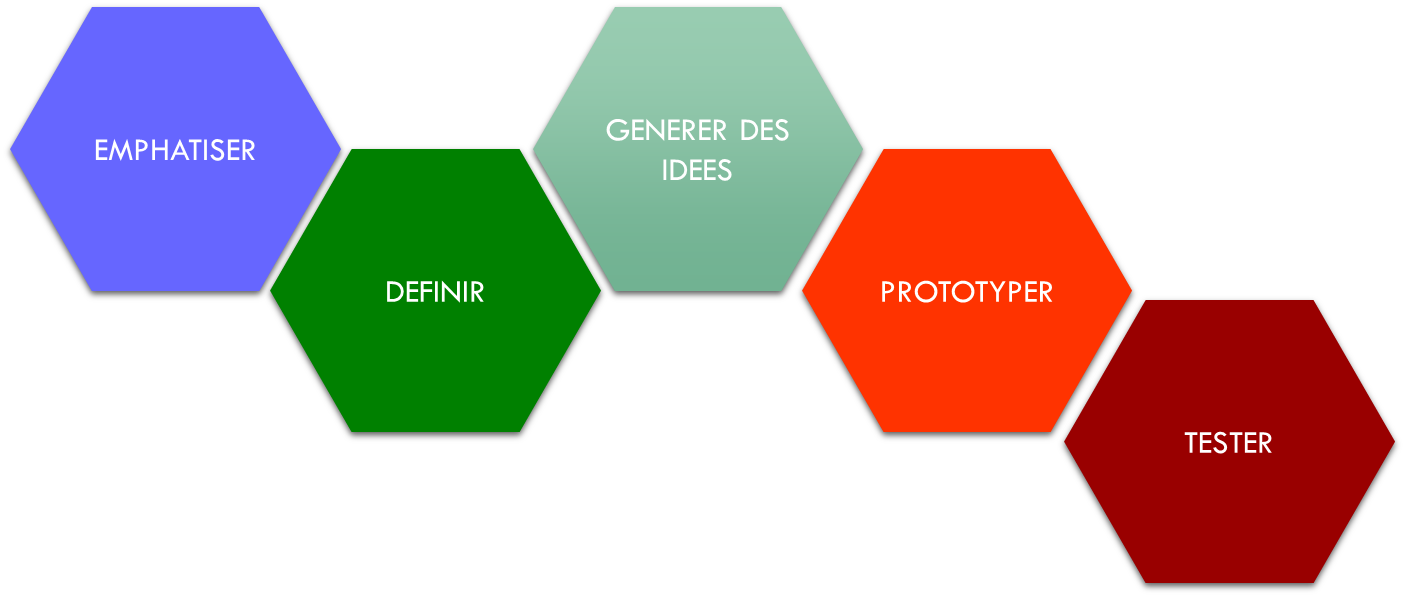 EMPHATISER
DEFINIR
GENERER DES
IDEES
PROTOTYPER
TESTER